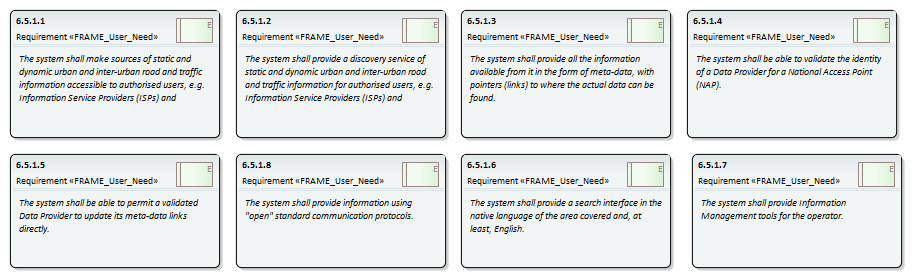 6.5.1.1
E
Requirement «FRAME_User_Need»
The system shall make sources of static and
dynamic urban and inter-urban road and traffic
information accessible to authorised users, e.g.
Information Service Providers (ISPs) and
6.5.1.2
E
Requirement «FRAME_User_Need»
The system shall provide a discovery service of
static and dynamic urban and inter-urban road
and traffic information for authorised users, e.g.
Information Service Providers (ISPs) and
6.5.1.3
E
Requirement «FRAME_User_Need»
The system shall provide all the information
available from it in the form of meta-data, with
pointers (links) to where the actual data can be
found.
6.5.1.4
E
Requirement «FRAME_User_Need»
The system shall be able to validate the identity
of a Data Provider for a National Access Point
(NAP).
6.5.1.5
E
Requirement «FRAME_User_Need»
The system shall be able to permit a validated
Data Provider to update its meta-data links
directly.
6.5.1.8
E
Requirement «FRAME_User_Need»
The system shall provide information using
"open" standard communication protocols.
6.5.1.6
E
Requirement «FRAME_User_Need»
The system shall provide a search interface in the
native language of the area covered and, at
least, English.
6.5.1.7
E
Requirement «FRAME_User_Need»
The system shall provide Information
Management tools for the operator.